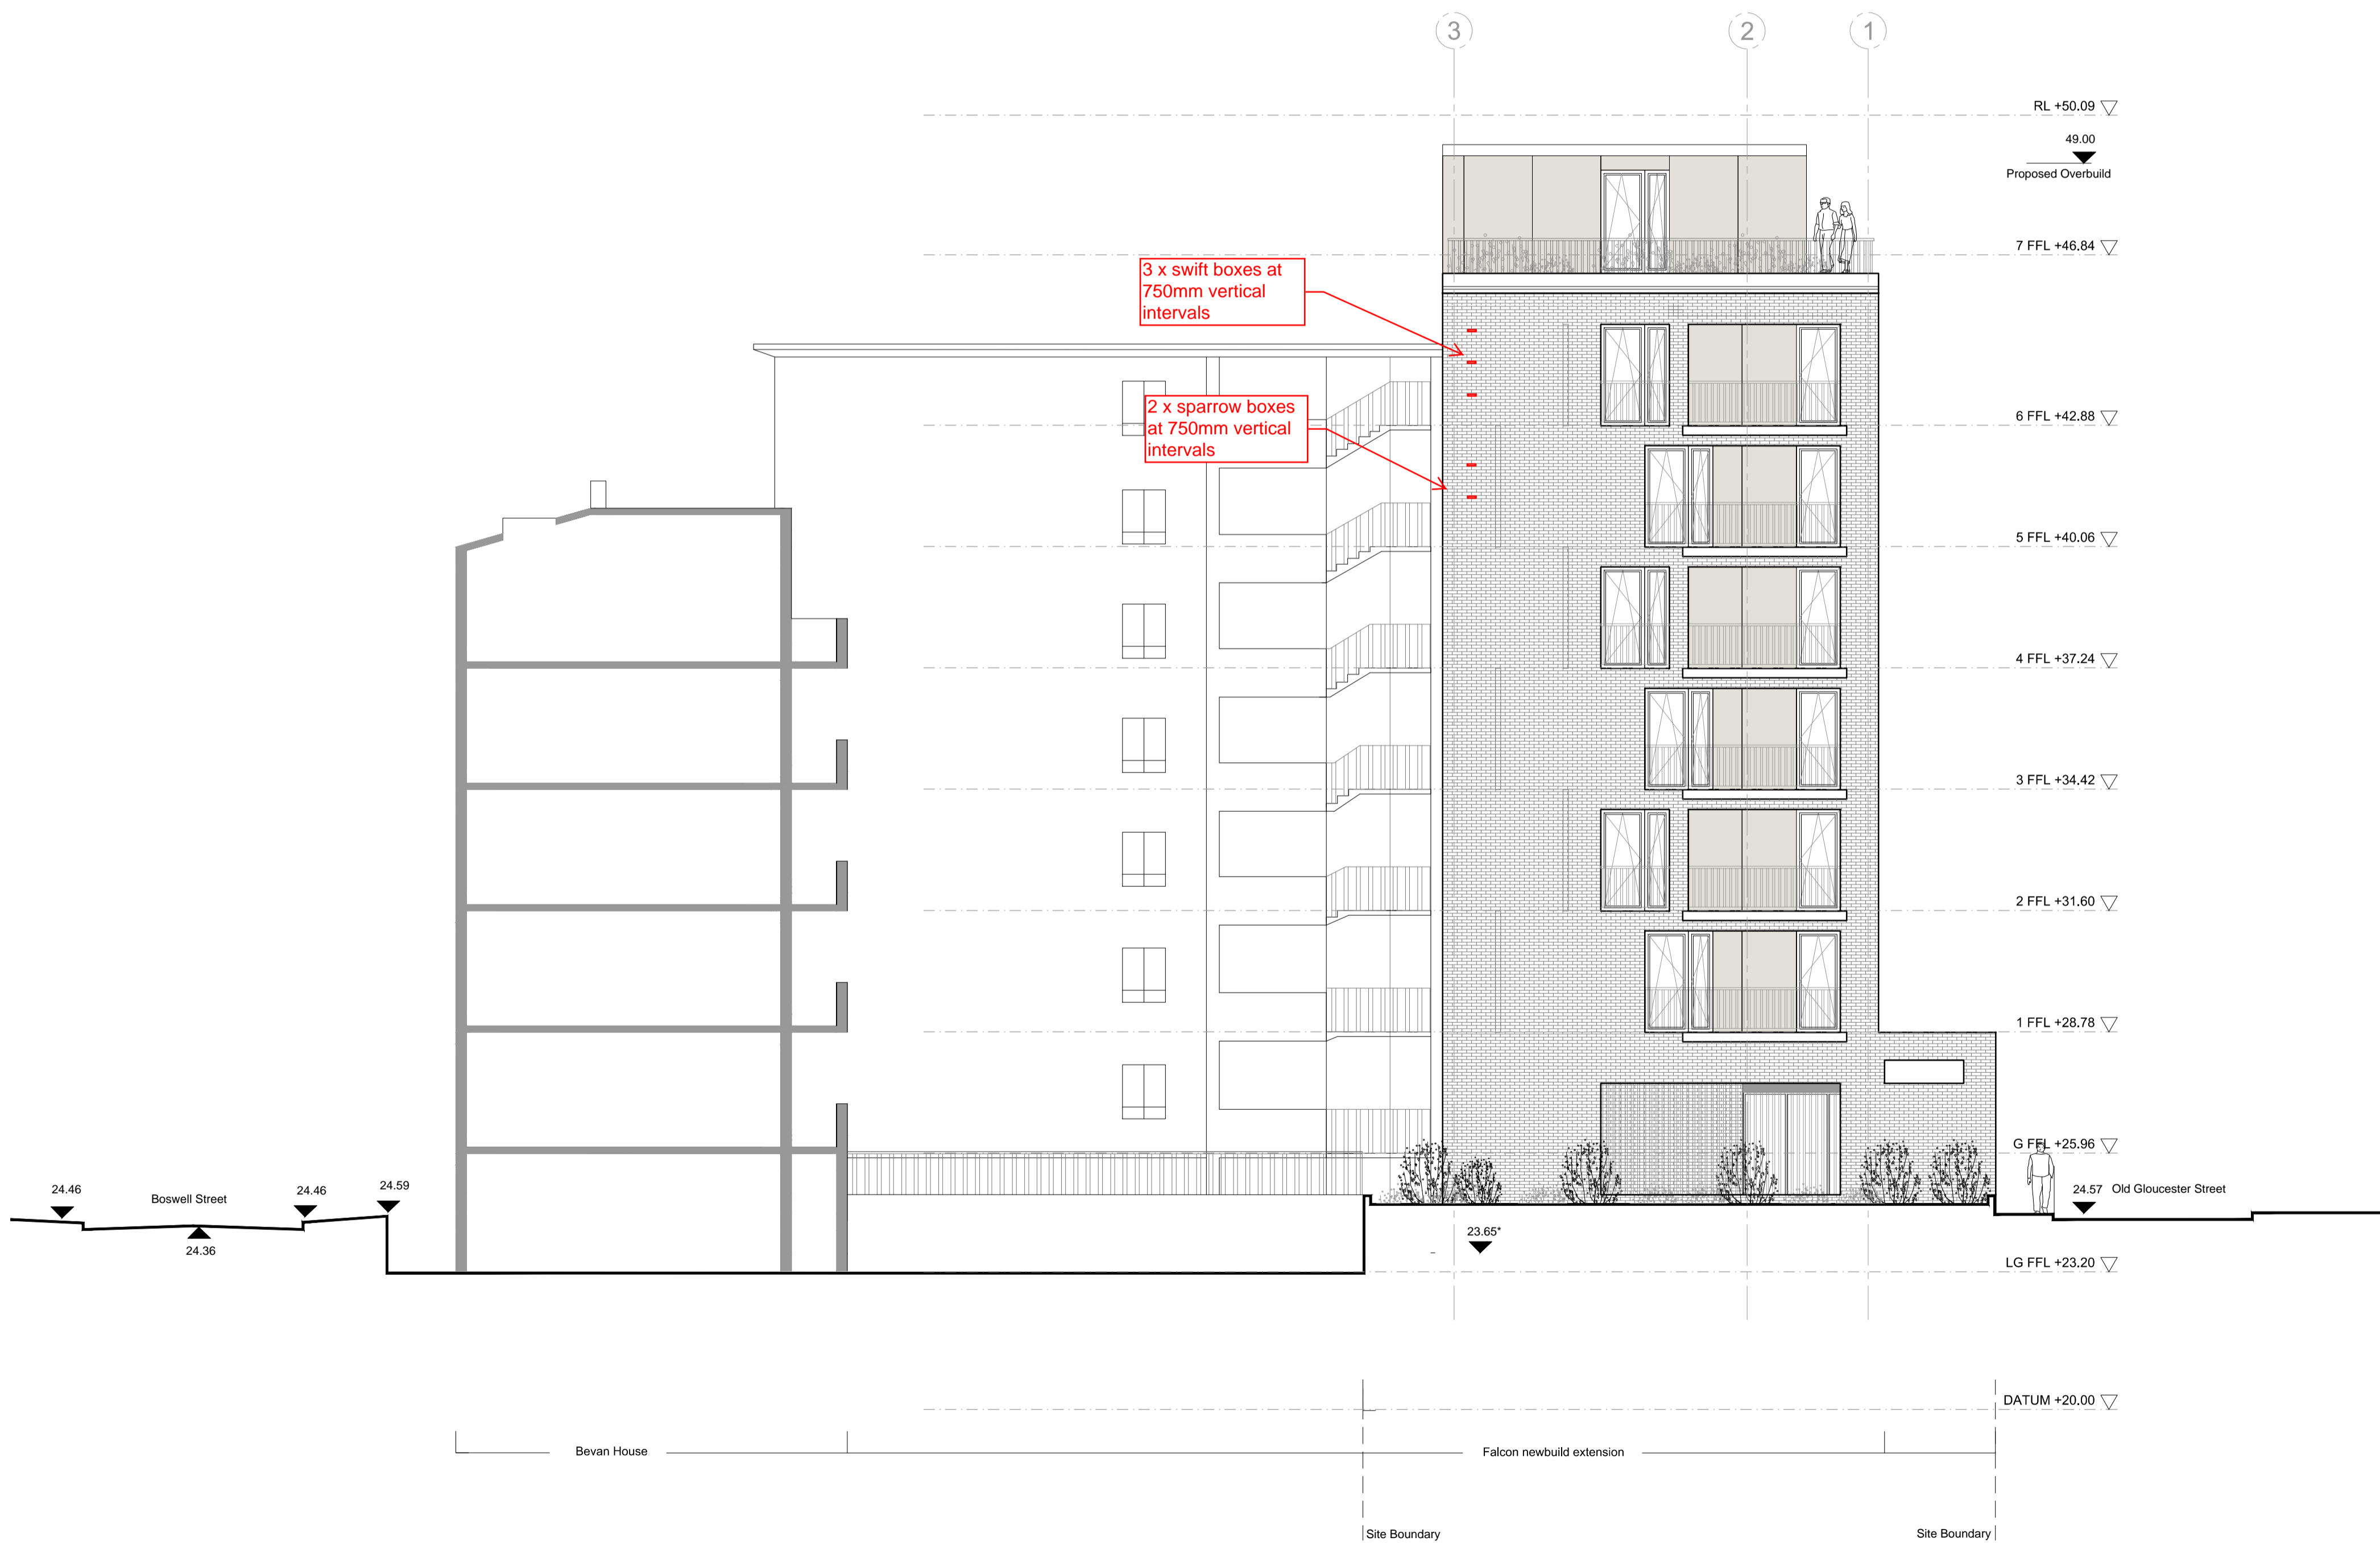 3
2
1
RL +50.09
49.00
Proposed Overbuild
7 FFL +46.84
3 x swift boxes at
750mm vertical
intervals
2 x sparrow boxes
at 750mm vertical
intervals
6 FFL +42.88
5 FFL +40.06
4 FFL +37.24
3 FFL +34.42
2 FFL +31.60
1 FFL +28.78
G FFL +25.96
24.46
Boswell Street
24.46
24.59
24.36
24.57 Old Gloucester Street
23.65*
LG FFL +23.20
DATUM +20.00
Bevan House
Falcon newbuild extension
Site Boundary
Site Boundary